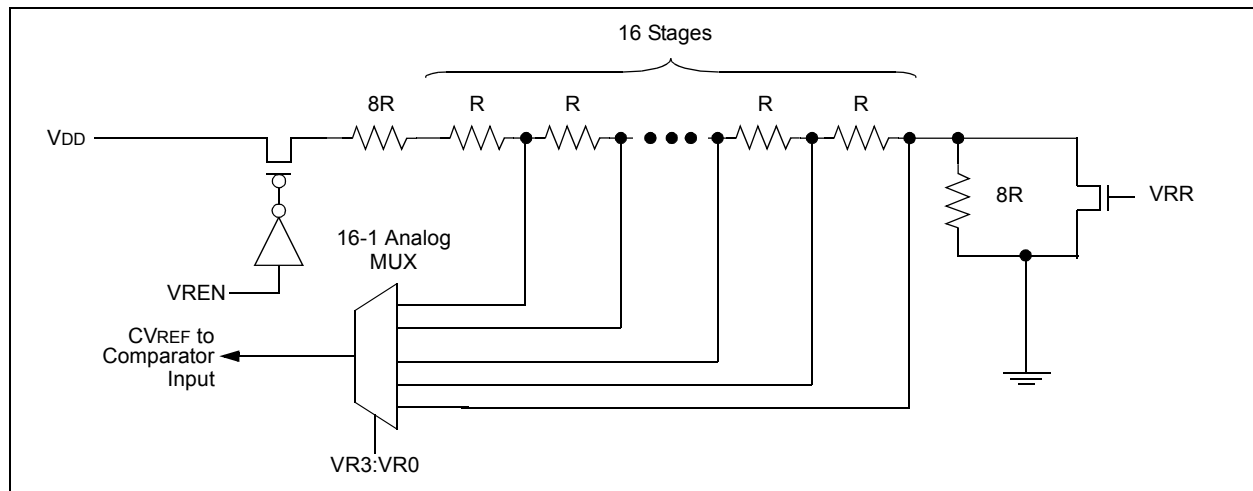 16 Stages
8R R R R R
VDD
8R
VRR
16-1 Analog
MUX
VREN
CVREF to
Comparator
Input
VR3:VR0